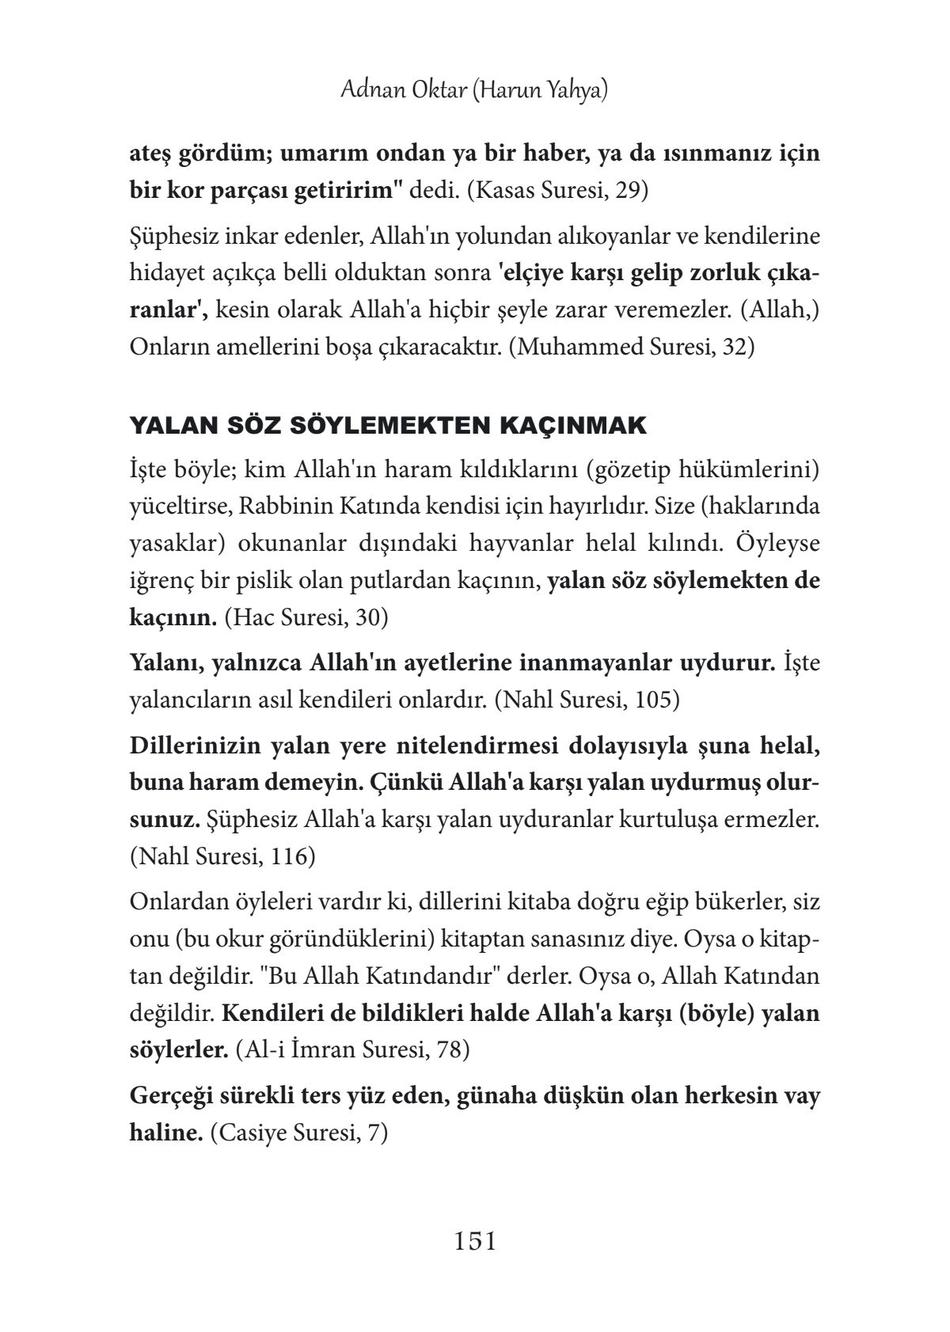 Adnan Oktar (Harun Yahya)
ateş gördüm; umarım ondan ya bir haber, ya da ısınmanız için
bir kor parçası getiririm" dedi. (Kasas Suresi, 29)
Şüphesiz inkar edenler, Allah'ın yolundan alıkoyanlar ve kendilerine
hidayet açıkça belli olduktan sonra 'elçiye karşı gelip zorluk çıka-
ranlar', kesin olarak Allah'a hiçbir şeyle zarar veremezler. (Allah,)
Onların amellerini boşa çıkaracaktır. (Muhammed Suresi, 32)
YALAN SÖZ SÖYLEMEKTEN KAÇINMAK
İşte böyle; kim Allah'ın haram kıldıklarını (gözetip hükümlerini)
yüceltirse, Rabbinin Katında kendisi için hayırlıdır. Size (haklarında
yasaklar) okunanlar dışındaki hayvanlar helal kılındı. Öyleyse
iğrenç bir pislik olan putlardan kaçının, yalan söz söylemekten de
kaçının. (Hac Suresi, 30)
Yalanı, yalnızca Allah'ın ayetlerine inanmayanlar uydurur. İşte
yalancıların asıl kendileri onlardır. (Nahl Suresi, 105)
Dillerinizin yalan yere nitelendirmesi dolayısıyla şuna helal,
buna haram demeyin. Çünkü Allah'a karşı yalan uydurmuş olur-
sunuz. Şüphesiz Allah'a karşı yalan uyduranlar kurtuluşa ermezler.
(Nahl Suresi, 116)
Onlardan öyleleri vardır ki, dillerini kitaba doğru eğip bükerler, siz
onu (bu okur göründüklerini) kitaptan sanasınız diye. Oysa o kitap-
tan değildir. "Bu Allah Katındandır" derler. Oysa o, Allah Katından
değildir. Kendileri de bildikleri halde Allah'a karşı (böyle) yalan
söylerler. (Al-i İmran Suresi, 78)
Gerçeği sürekli ters yüz eden, günaha düşkün olan herkesin vay
haline. (Casiye Suresi, 7)
151